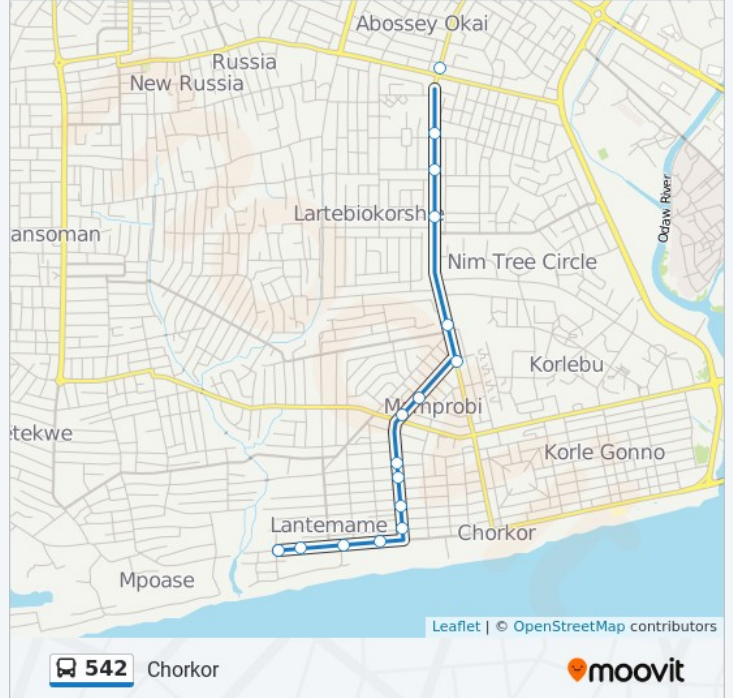 Abossey Okai
Russia
New Russia
Odaw River
Lartebiokorshe
ansoman
Nim Tree Circle
Korlebu
Mamprobi
etekwe
Korle Gonno
Lantemame
Chorkor
Mpoase
Leaflet | © OpenStreetMap contributors
542 Chorkor
moovit